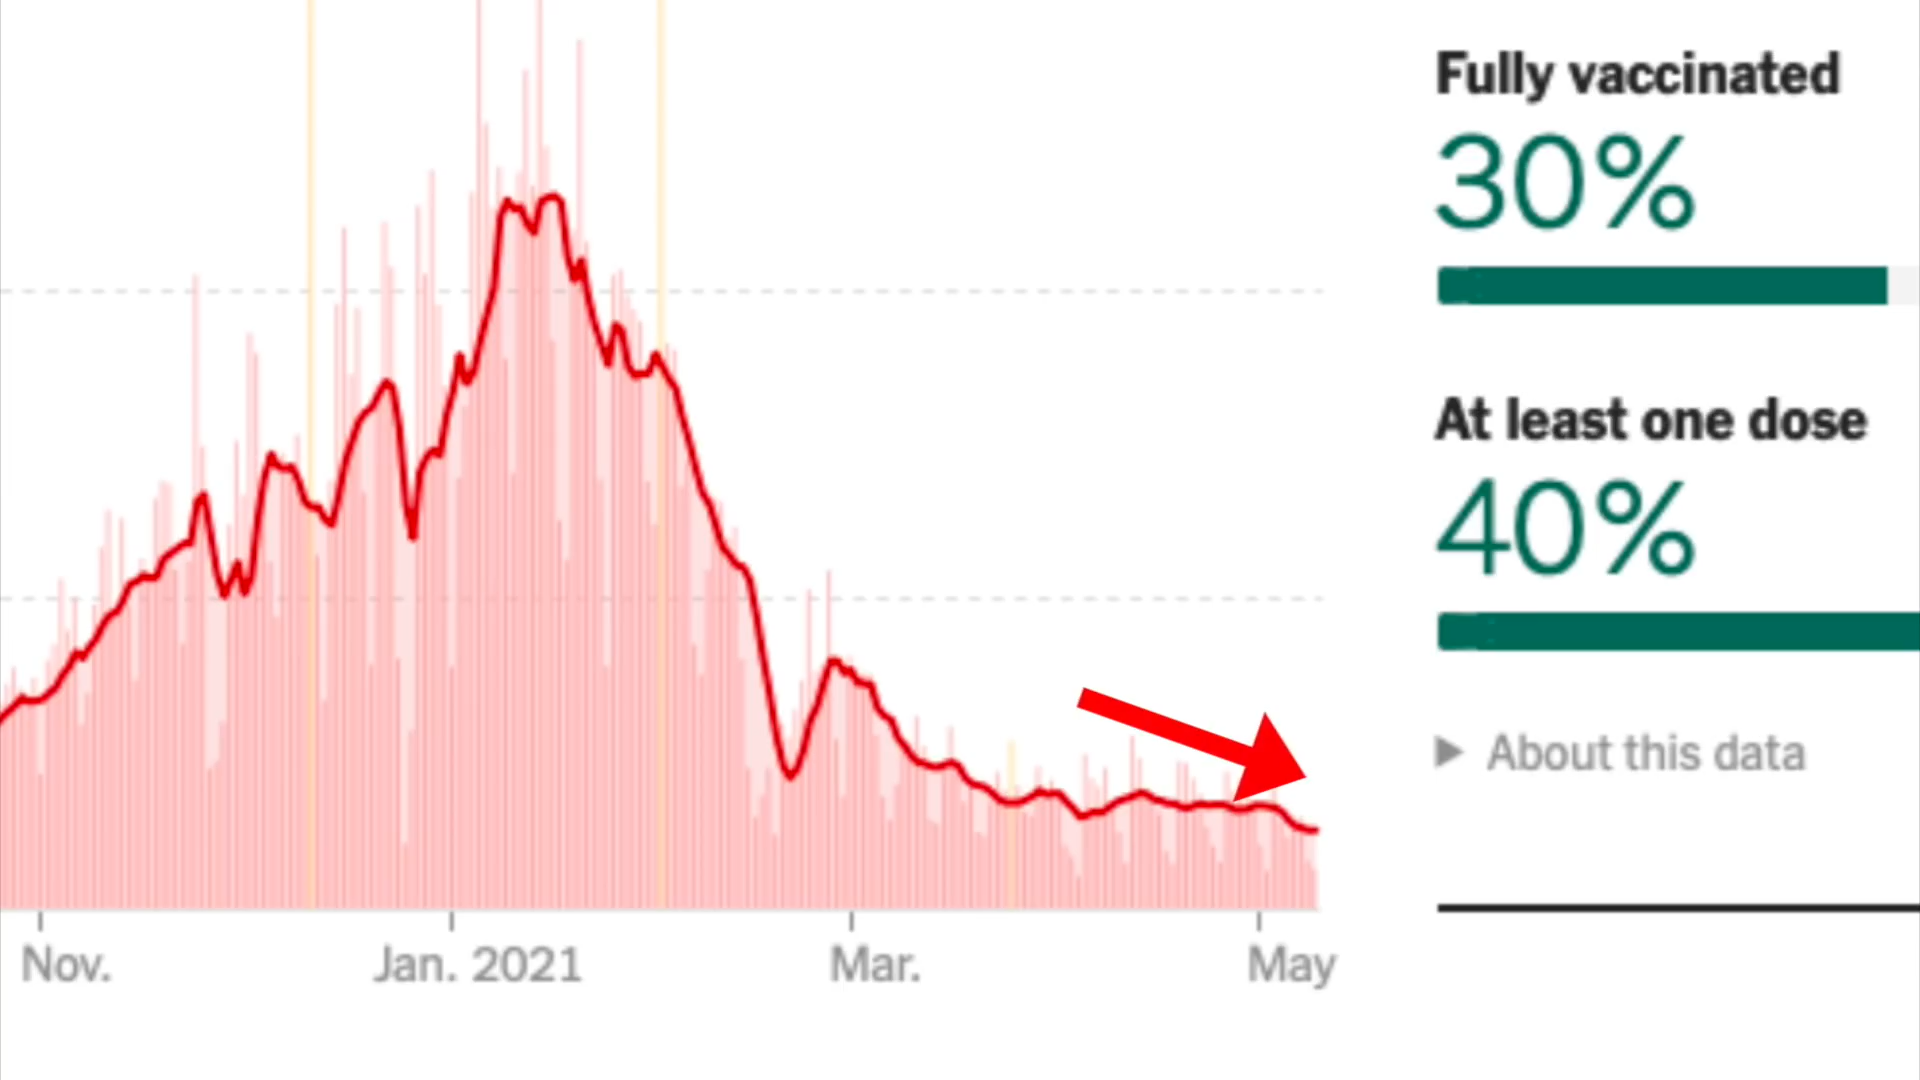 Fully vaccinated
30%
At least one dose
40%
▶ About this data
Nov.
Jan. 2021
Mar.
May